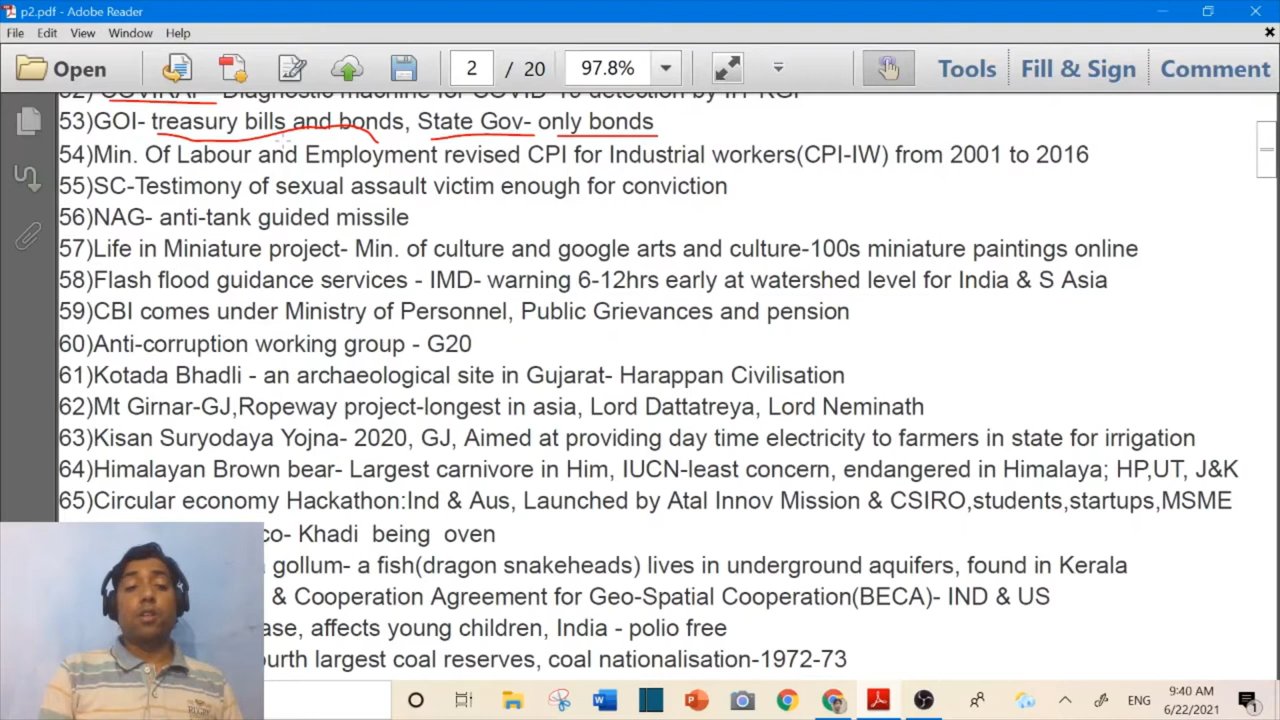 p2.pdf - Adobe Reader
File Edit View Window Help
Open 2 / 20 97.8% Tools Fill & Sign Comment
Diagnostic machine for COVID-19 detection by IIT-KGP
53)GOI- treasury bills and bonds, State Gov- only bonds
54)Min. Of Labour and Employment revised CPI for Industrial workers(CPI-IW) from 2001 to 2016
55)SC-Testimony of sexual assault victim enough for conviction
56)NAG- anti-tank guided missile
57)Life in Miniature project- Min. of culture and google arts and culture-100s miniature paintings online
58)Flash flood guidance services - IMD- warning 6-12hrs early at watershed level for India & S Asia
59)CBI comes under Ministry of Personnel, Public Grievances and pension
60)Anti-corruption working group - G20
61)Kotada Bhadli - an archaeological site in Gujarat- Harappan Civilisation
62)Mt Girnar-GJ,Ropeway project-longest in asia, Lord Dattatreya, Lord Neminath
63)Kisan Suryodaya Yojna- 2020, GJ, Aimed at providing day time electricity to farmers in state for irrigation
64)Himalayan Brown bear- Largest carnivore in Him, IUCN-least concern, endangered in Himalaya; HP,UT, J&K
65)Circular economy Hackathon:Ind & Aus, Launched by Atal Innov Mission & CSIRO,students,startups,MSME
co- Khadi being oven
gollum- a fish(dragon snakeheads) lives in underground aquifers, found in Kerala
& Cooperation Agreement for Geo-Spatial Cooperation(BECA)- IND & US
ase, affects young children, India - polio free
ourth largest coal reserves, coal nationalisation-1972-73
ENG 9:40 AM
6/22/2021